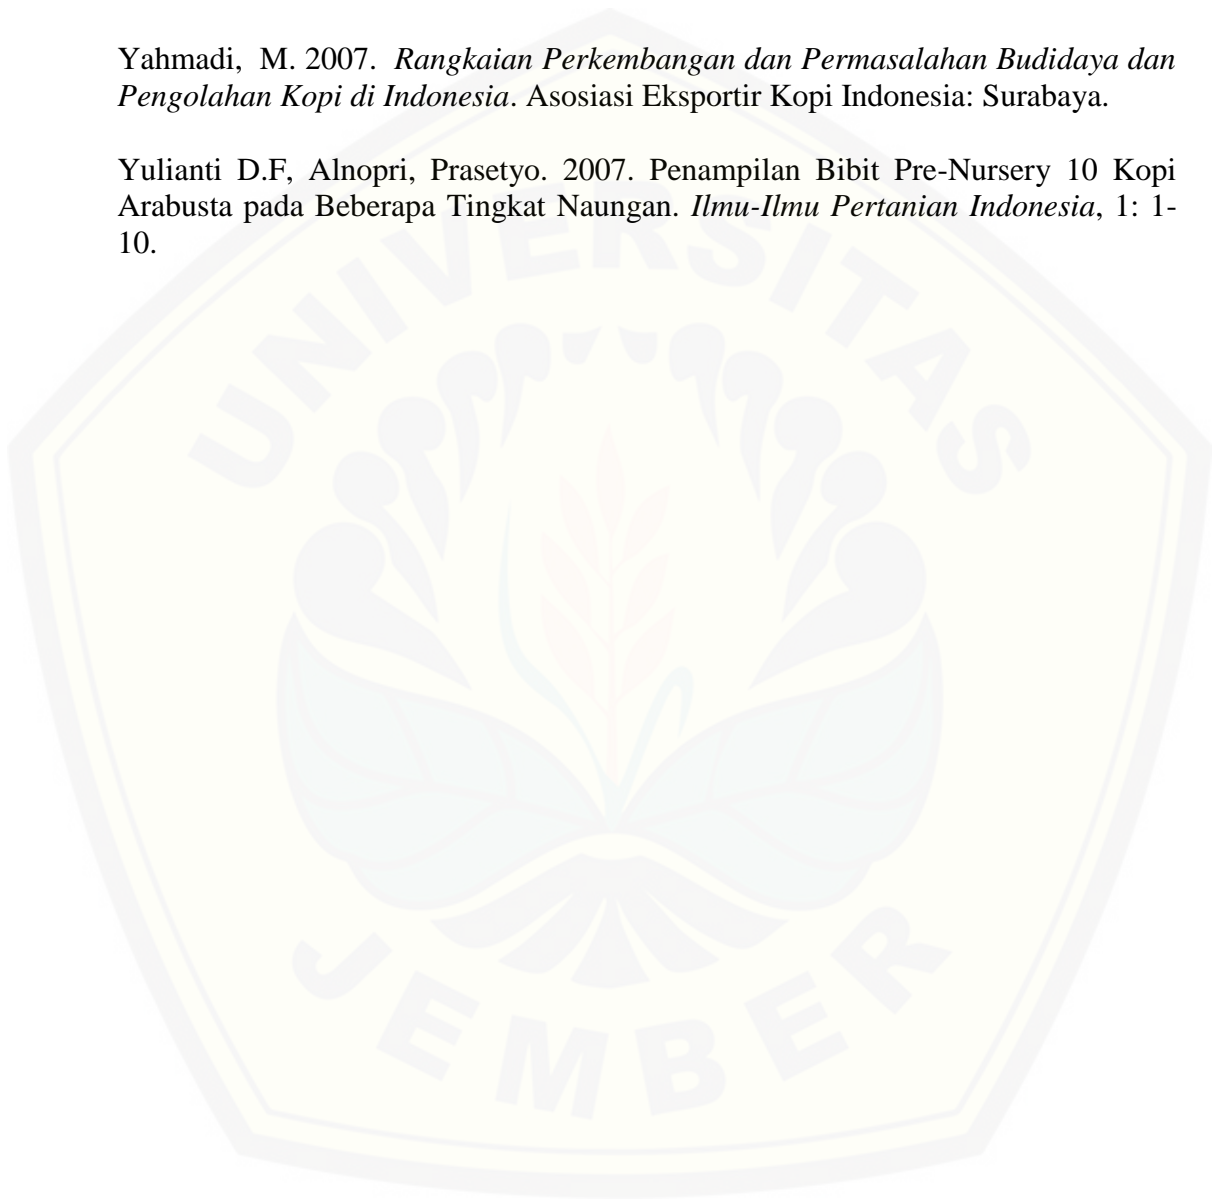 Yahmadi, M. 2007. Rangkaian Perkembangan dan Permasalahan Budidaya dan
Pengolahan Kopi di Indonesia. Asosiasi Eksportir Kopi Indonesia: Surabaya.
Yulianti D.F, Alnopri, Prasetyo. 2007. Penampilan Bibit Pre-Nursery 10 Kopi
Arabusta pada Beberapa Tingkat Naungan. Ilmu-Ilmu Pertanian Indonesia, 1: 1-
10.
UNIVERSITAS
JEMBER